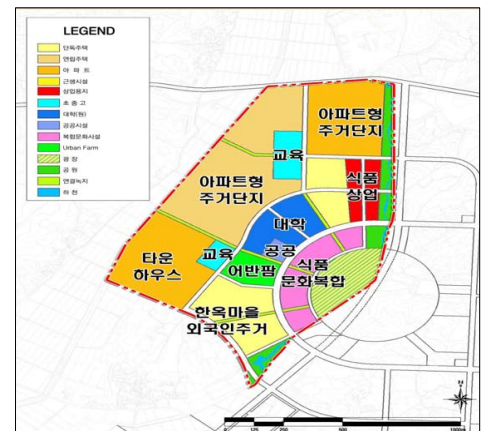 LEGEND
단독주택
연립주택
아 파 트
근생시설
상업용지
초 중 고
대학(원)
공공시설
복합문화시설
Urban Farm
광 장
공 원
연결녹지
하 천
아파트형
주거단지
교육
식품
상업
아파트형
주거단지
대학
공공
타운
하우스
교육
어반팜
식품
문화복합
한옥마을
외국인주거
N
0
125
250
500
1000m